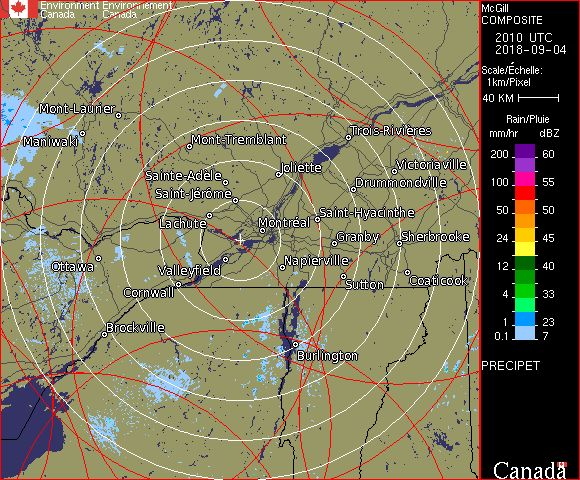 Environment Environnement
Canada Canada
McGill
COMPOSITE
2010 UTC
2018-09-04
Scale/Échelle:
1km/Pixel
40 KM
Rain/Pluie
mm/hr dBZ
200 60
155
100 55
50 50
24 45
12 40
4 33
1 23
0.1 7
PRECIPET
Canada
Mont-Laurier
Maniwaki
Mont-Tremblant
Trois-Rivières
Joliette
Victoriaville
Sainte-Adèle
Drummondville
Saint-Jérôme
Lachute
Saint-Hyacinthe
Montréal
Granby
Sherbrooke
Ottawa
Valleyfield
Napierville
Cornwall
Sutton
Coaticook
Brockville
Burlington